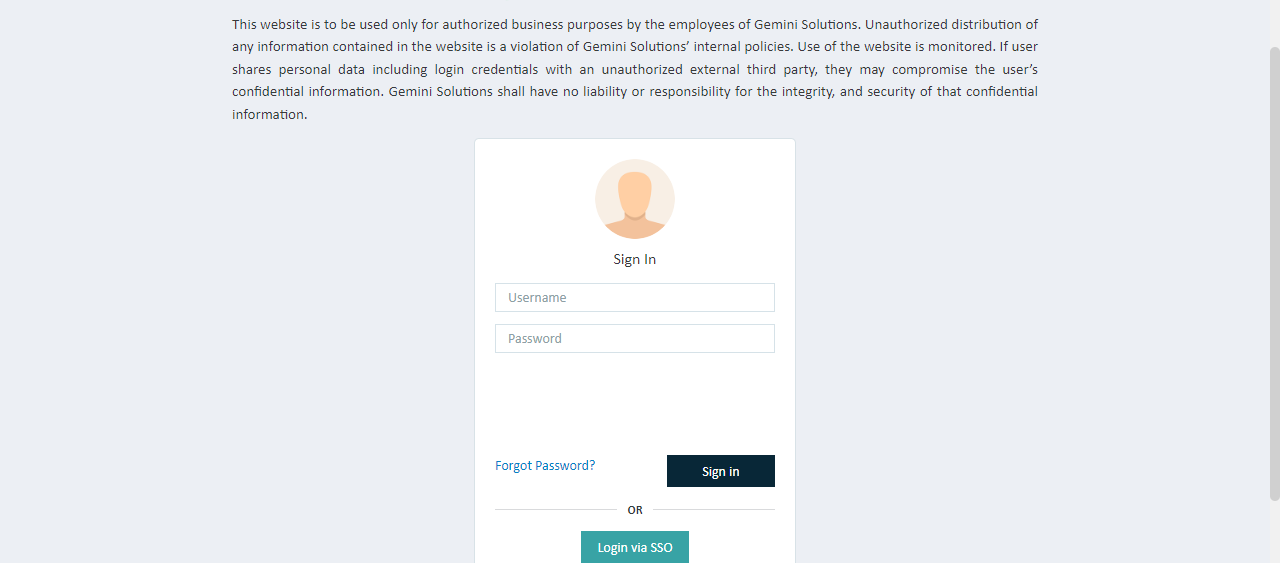 This website is to be used only for authorized business purposes by the employees of Gemini Solutions. Unauthorized distribution of
any information contained in the website is a violation of Gemini Solutions’ internal policies. Use of the website is monitored. If user
shares personal data including login credentials with an unauthorized external third party, they may compromise the user’s
confidential information. Gemini Solutions shall have no liability or responsibility for the integrity, and security of that confidential
information.
Sign In
Username
Password
Forgot Password?
Sign in
OR
Login via SSO